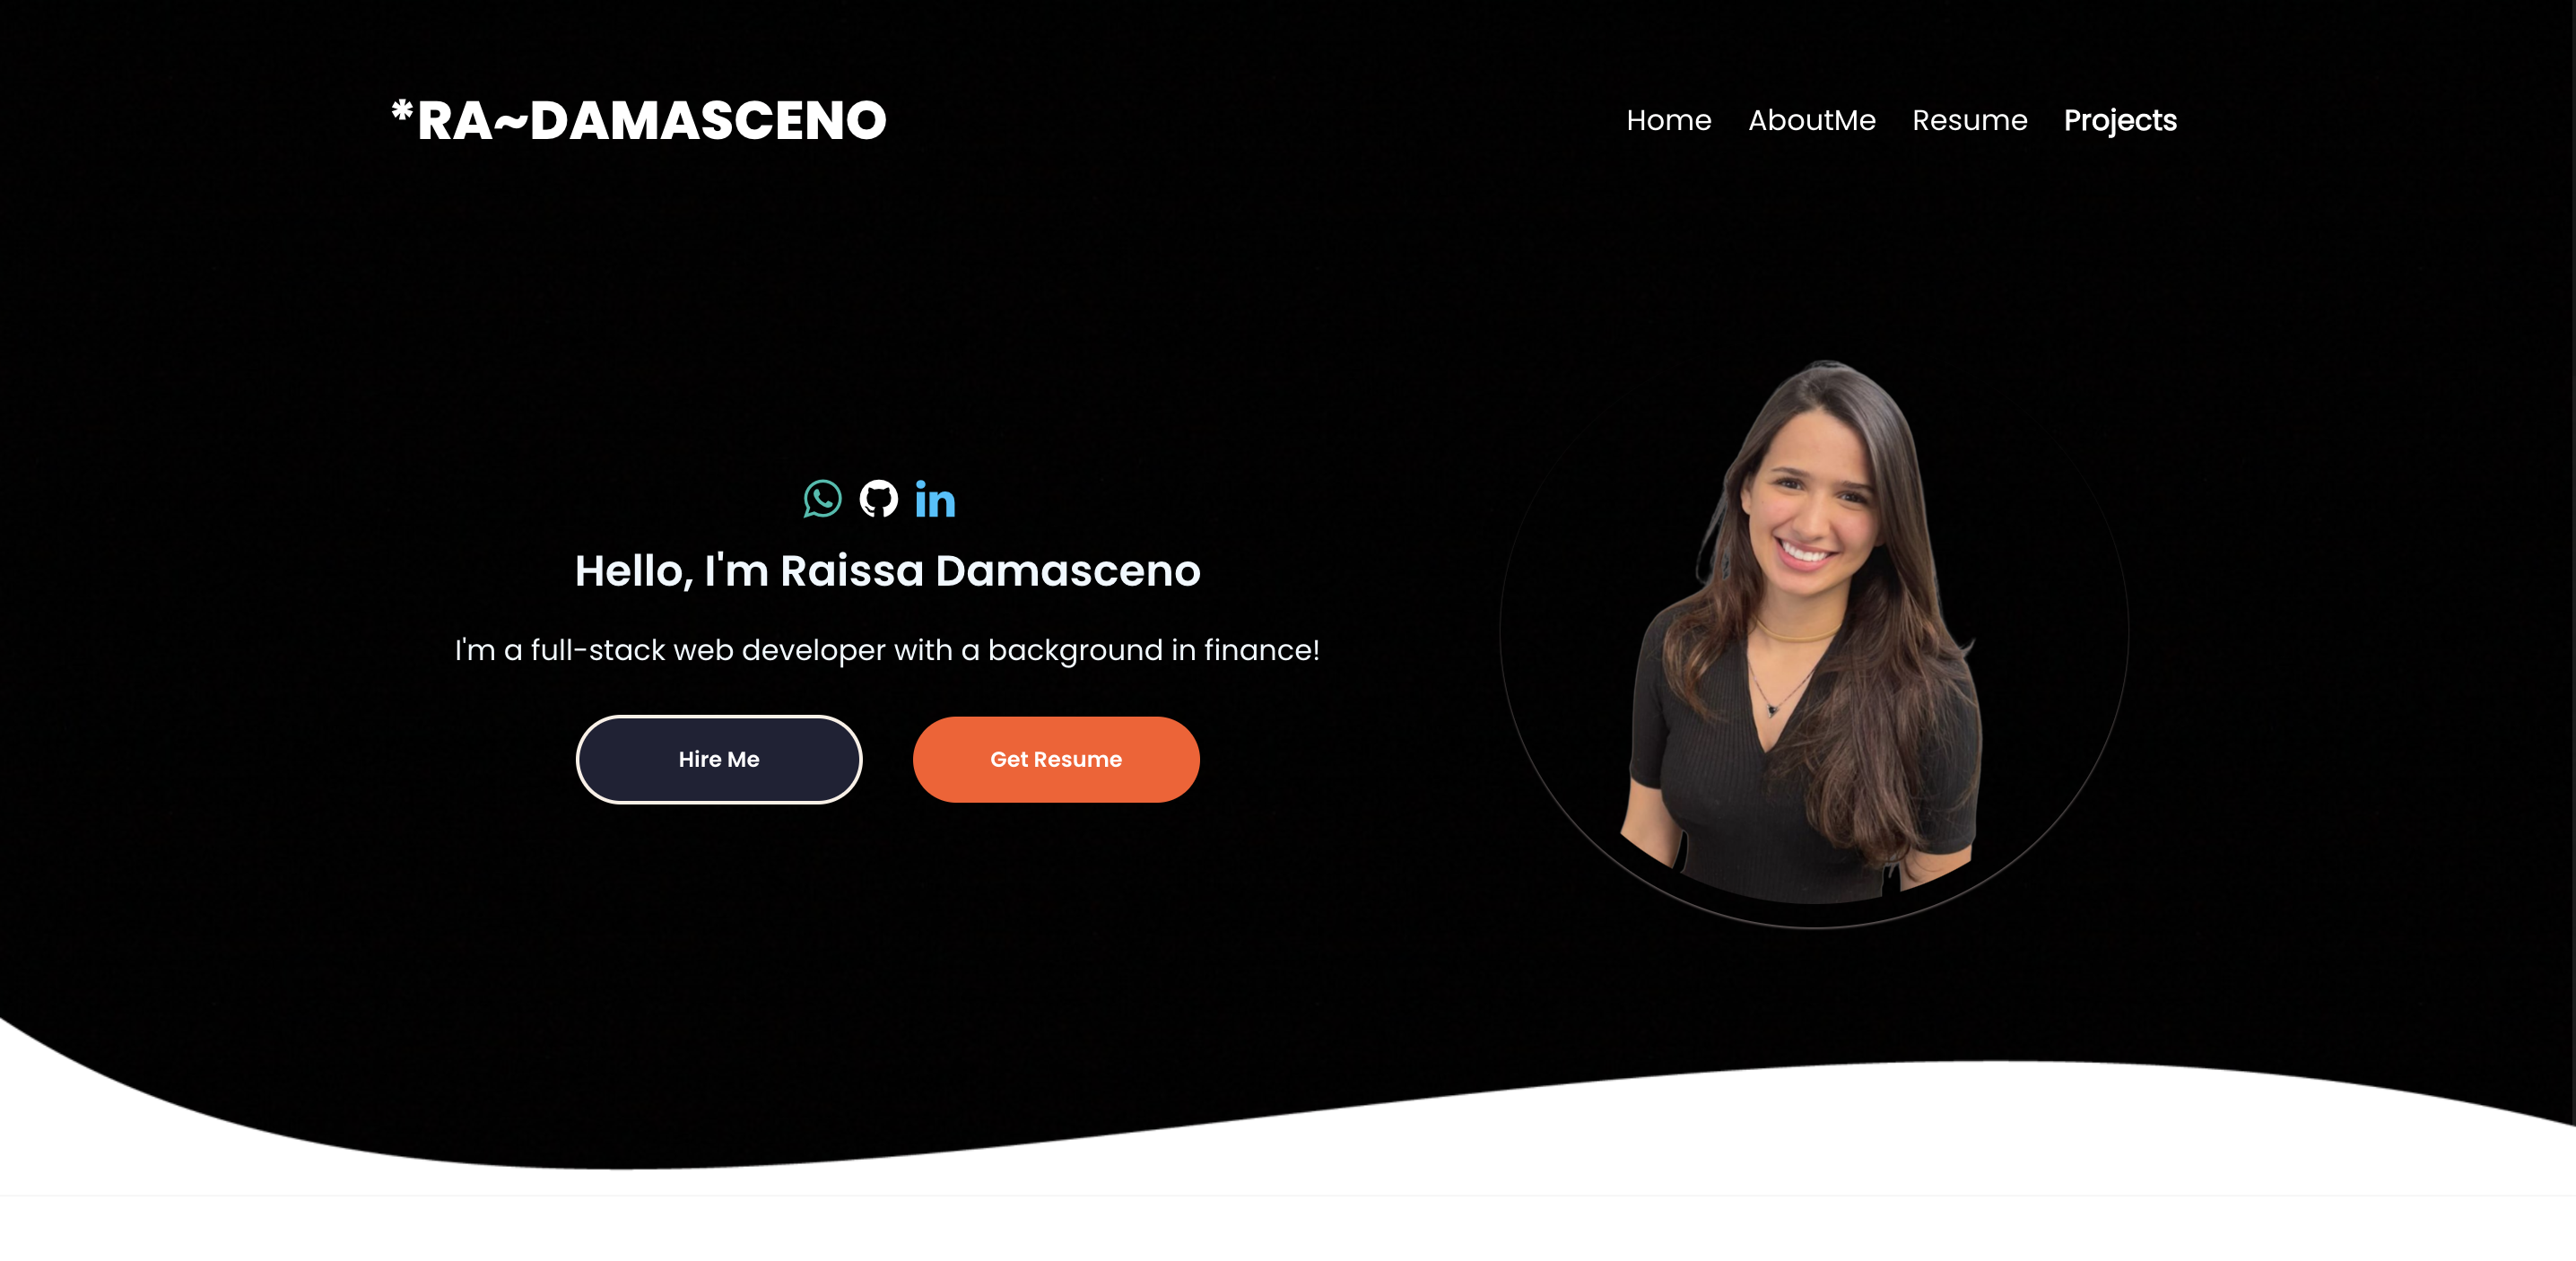 *RA~DAMASCENO
Home AboutMe Resume Projects
in
Hello, I'm Raissa Damasceno
I'm a full-stack web developer with a background in finance!
Hire Me Get Resume